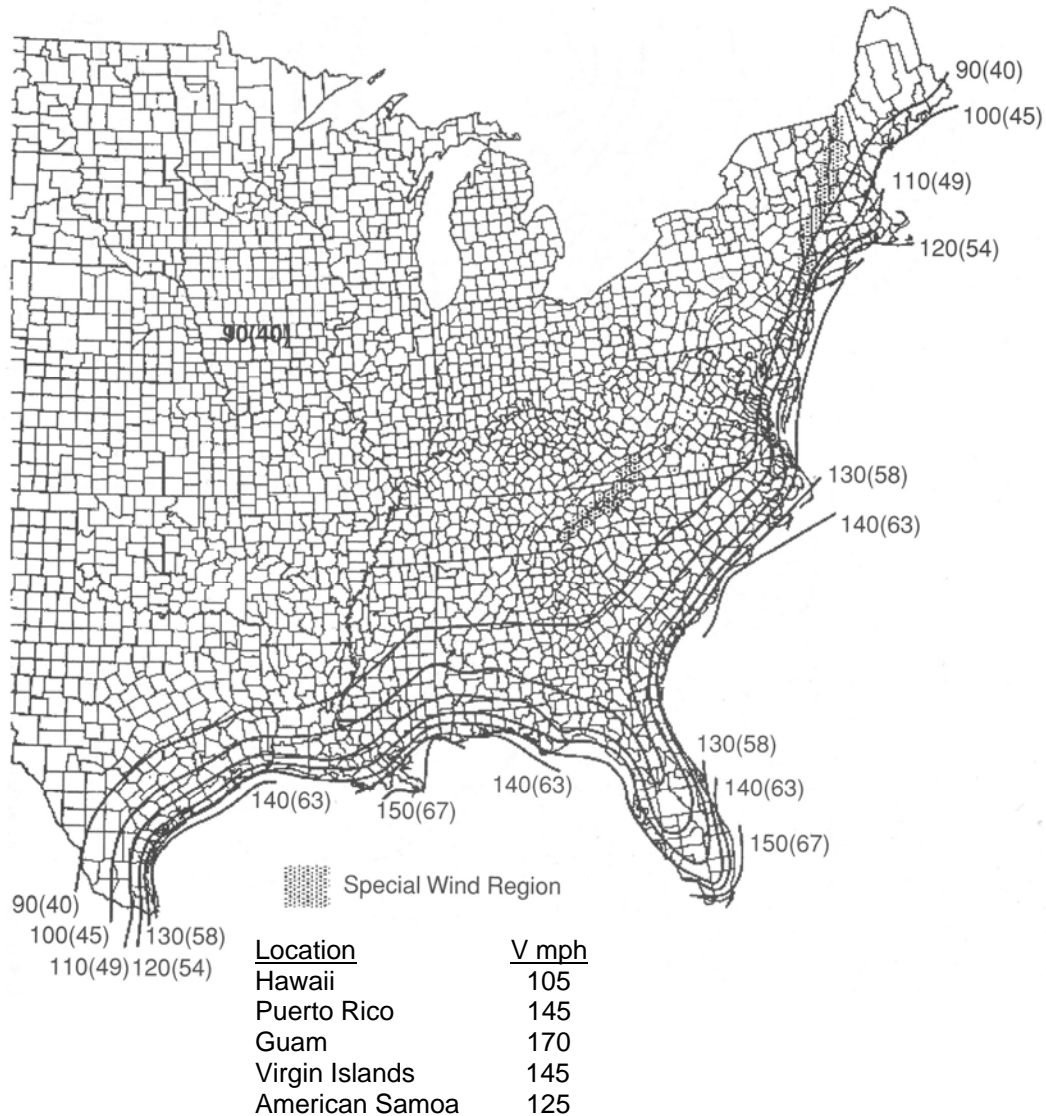 90(40)
100(45)
110(49)
120(54)
90(40)
130(58)
140(63)
130(58)
140(63)
140(63)
140(63)
150(67)
150(67)
Special Wind Region
90(40)
100(45)
130(58)
110(49) 120(54)
Location V mph
Hawaii 105
Puerto Rico 145
Guam 170
Virgin Islands 145
American Samoa 125